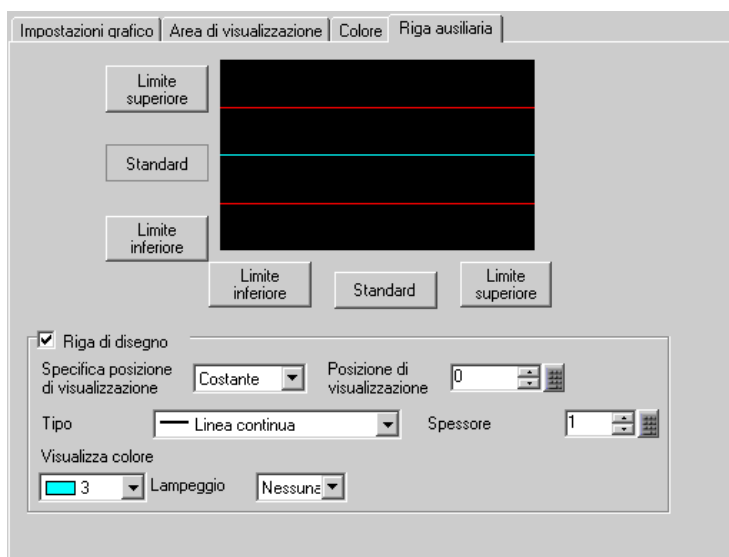 Impostazioni grafico Area di visualizzazione Colore Riga ausiliaria
Limite
superiore
Standard
Limite
inferiore
Limite
inferiore
Standard
Limite
superiore
Riga di disegno
Specifica posizione
di visualizzazione
Costante
Posizione di
visualizzazione
0
Tipo
Linea continua
Spessore
1
Visualizza colore
3
Lampeggio
Nessuna